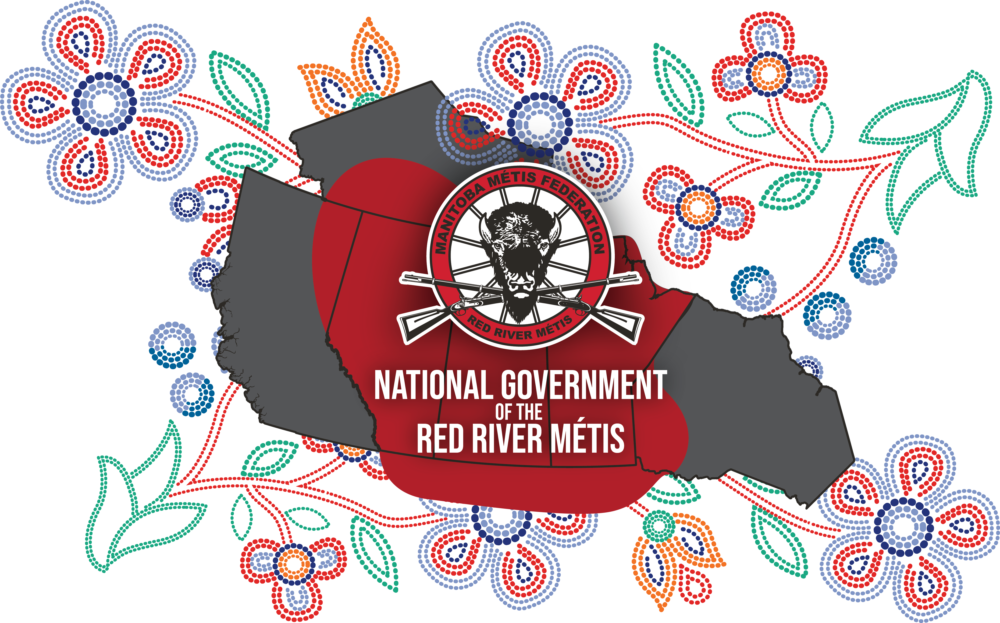 MANITOBA MÉTIS FEDERATION
RED RIVER MÉTIS
NATIONAL GOVERNMENT
OF THE
RED RIVER MÉTIS